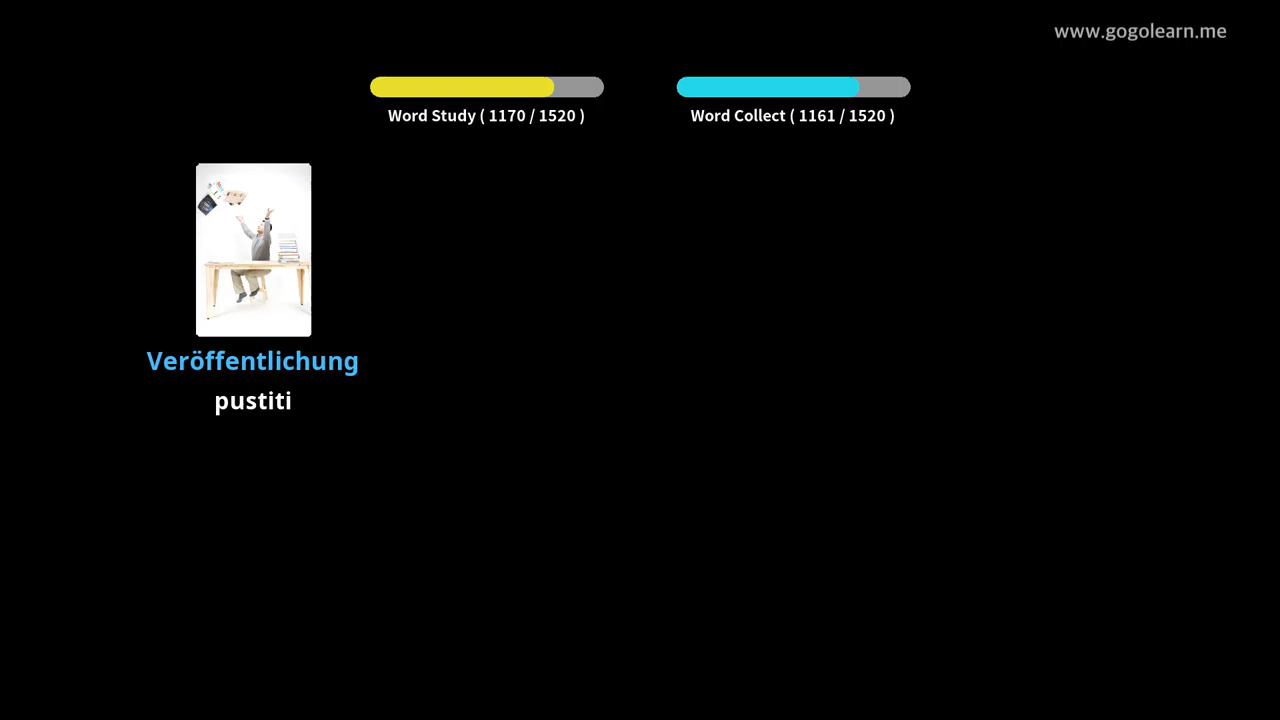 www.gogolearn.me
Word Study ( 1170 / 1520 )
Word Collect ( 1161 / 1520 )
Veröffentlichung
pustiti